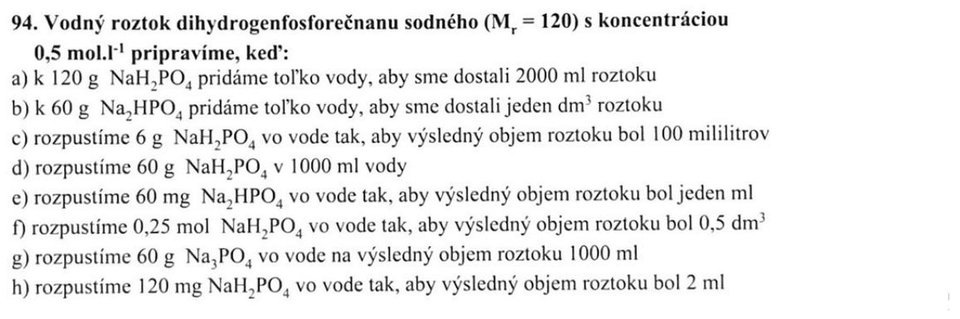 94. Vodný roztok dihydrogenfosforečnanu sodného (Mᵣ = 120) s koncentráciou
0,5 mol.l⁻¹ pripravíme, keď:
a) k 120 g NaH₂PO₄ pridáme toľko vody, aby sme dostali 2000 ml roztoku
b) k 60 g Na₂HPO₄ pridáme toľko vody, aby sme dostali jeden dm³ roztoku
c) rozpustíme 6 g NaH₂PO₄ vo vode tak, aby výsledný objem roztoku bol 100 mililitrov
d) rozpustíme 60 g NaH₂PO₄ v 1000 ml vody
e) rozpustíme 60 mg Na₂HPO₄ vo vode tak, aby výsledný objem roztoku bol jeden ml
f) rozpustíme 0,25 mol NaH₂PO₄ vo vode tak, aby výsledný objem roztoku bol 0,5 dm³
g) rozpustíme 60 g Na₃PO₄ vo vode na výsledný objem roztoku 1000 ml
h) rozpustíme 120 mg NaH₂PO₄ vo vode tak, aby výsledný objem roztoku bol 2 ml